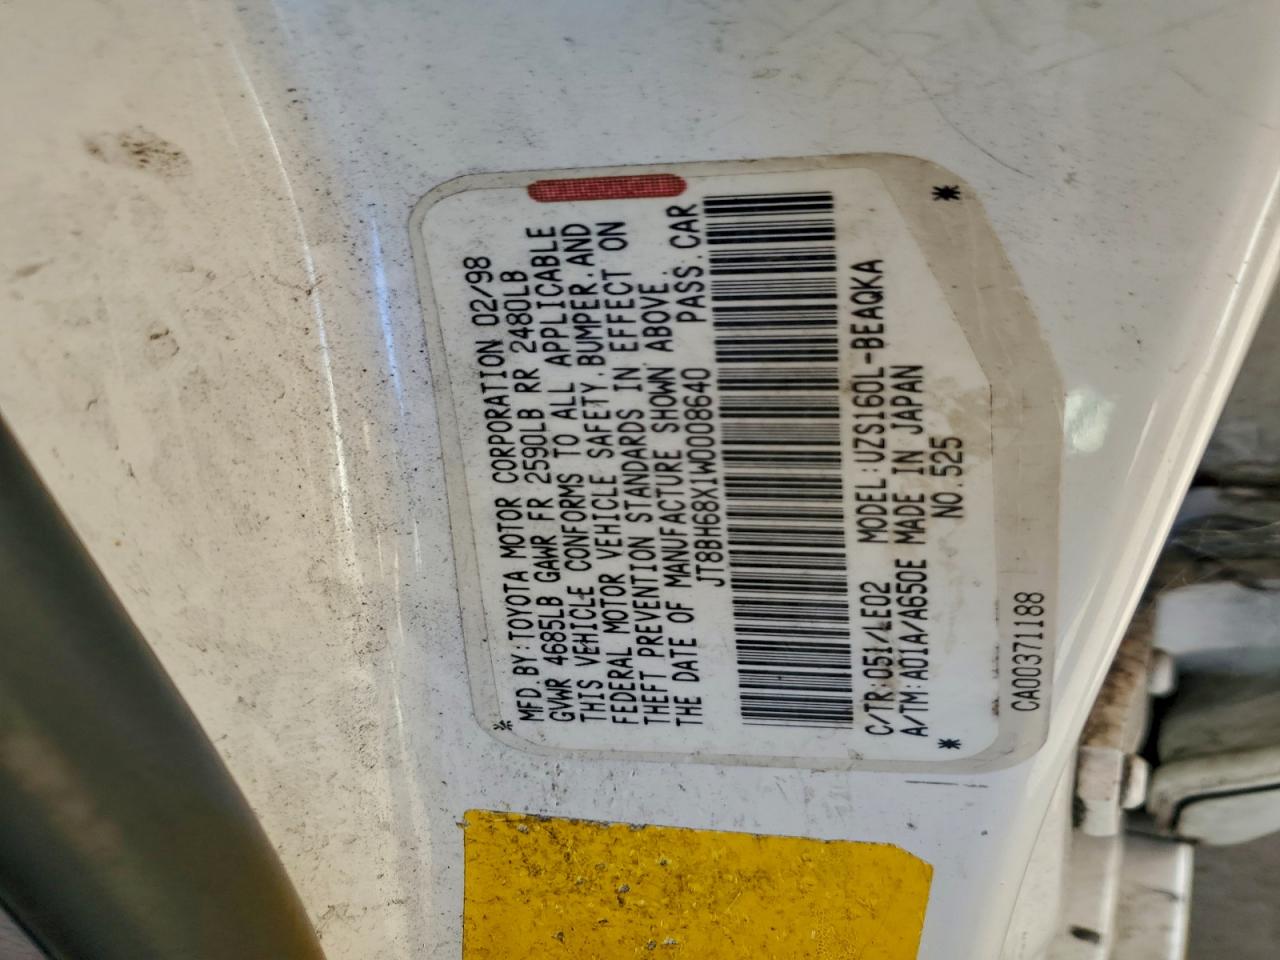 MFD. BY: TOYOTA MOTOR CORPORATION 02/98
GVWR 4685LB GAWR FR 2590LB RR 2480LB
THIS VEHICLE CONFORMS TO ALL APPLICABLE
FEDERAL MOTOR VEHICLE SAFETY, BUMPER, AND
THEFT PREVENTION STANDARDS IN EFFECT ON
THE DATE OF MANUFACTURE SHOWN ABOVE.
JT8BH68X1W0008640 PASS. CAR
C/TR:051/LE02 MODEL:UZS160L-BEAQKA
A/TM:A01A/A650E MADE IN JAPAN
NO.525
CA00371188